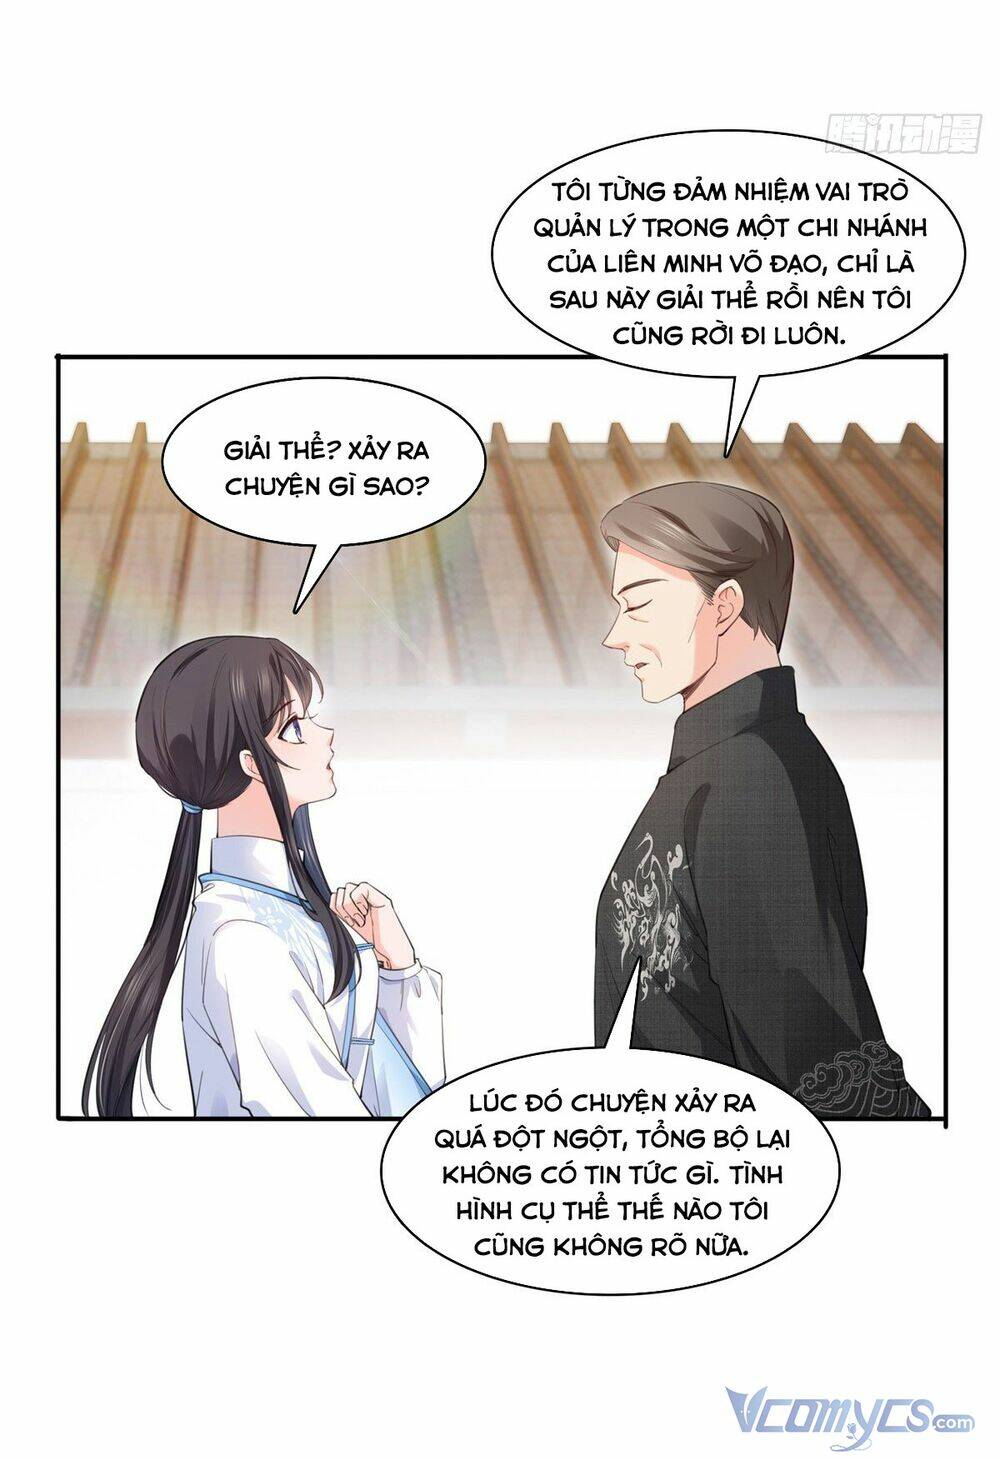 腾讯动漫
TÔI TỪNG ĐẢM NHIỆM VAI TRÒ
QUẢN LÝ TRONG MỘT CHI NHÁNH
CỦA LIÊN MINH VÕ ĐẠO, CHỈ LÀ
SAU NÀY GIẢI THỂ RỒI NÊN TÔI
CŨNG RỜI ĐI LUÔN.
GIẢI THỂ? XẢY RA
CHUYỆN GÌ SAO?
LÚC ĐÓ CHUYỆN XẢY RA
QUÁ ĐỘT NGỘT, TỔNG BỘ LẠI
KHÔNG CÓ TIN TỨC GÌ. TÌNH
HÌNH CỤ THỂ THẾ NÀO TÔI
CŨNG KHÔNG RÕ NỮA.
Vcomycs.com